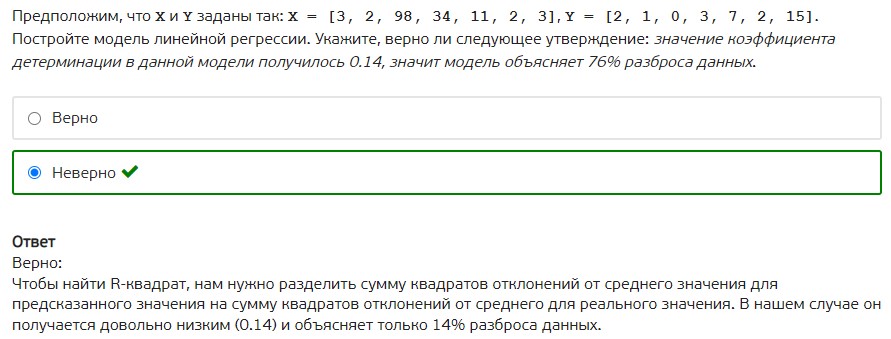 Предположим, что X и Y заданы так: X = [3, 2, 98, 34, 11, 2, 3], Y = [2, 1, 0, 3, 7, 2, 15].
Постройте модель линейной регрессии. Укажите, верно ли следующее утверждение: значение коэффициента
детерминации в данной модели получилось 0.14, значит модель объясняет 76% разброса данных.
Верно
Неверно
Ответ
Верно:
Чтобы найти R-квадрат, нам нужно разделить сумму квадратов отклонений от среднего значения для
предсказанного значения на сумму квадратов отклонений от среднего для реального значения. В нашем случае он
получается довольно низким (0.14) и объясняет только 14% разброса данных.